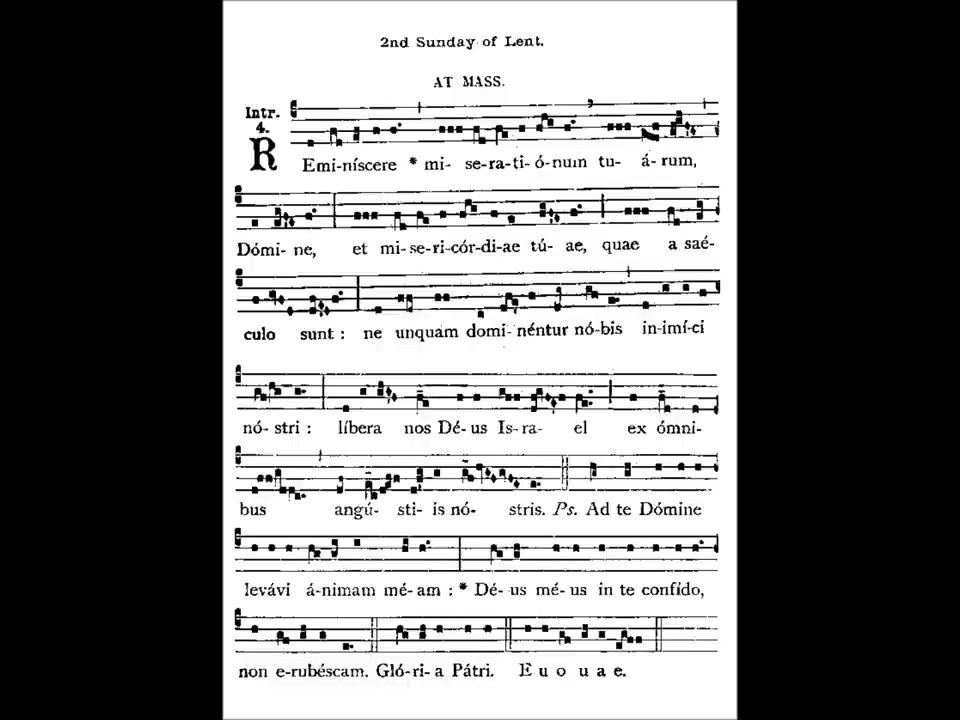 2nd Sunday of Lent.
AT MASS.
Intr.
4.
REmi-níscere * mi- se-ra-ti-ó-num tu- á-rum,
Dómi- ne, et mi-se-ri-cór-di-ae tú- ae, quae a saé-
culo sunt : ne unquam domi-néntur nó-bis in-imí-ci
nó-stri : líbera nos Dé-us Is-ra- el ex ómni-
bus angú- sti- is nó- stris. Ps. Ad te Dómine
levávi á-nimam mé-am : * Dé- us mé- us in te confído,
non e-rubéscam. Gló-ri- a Pátri. E u o u a e.